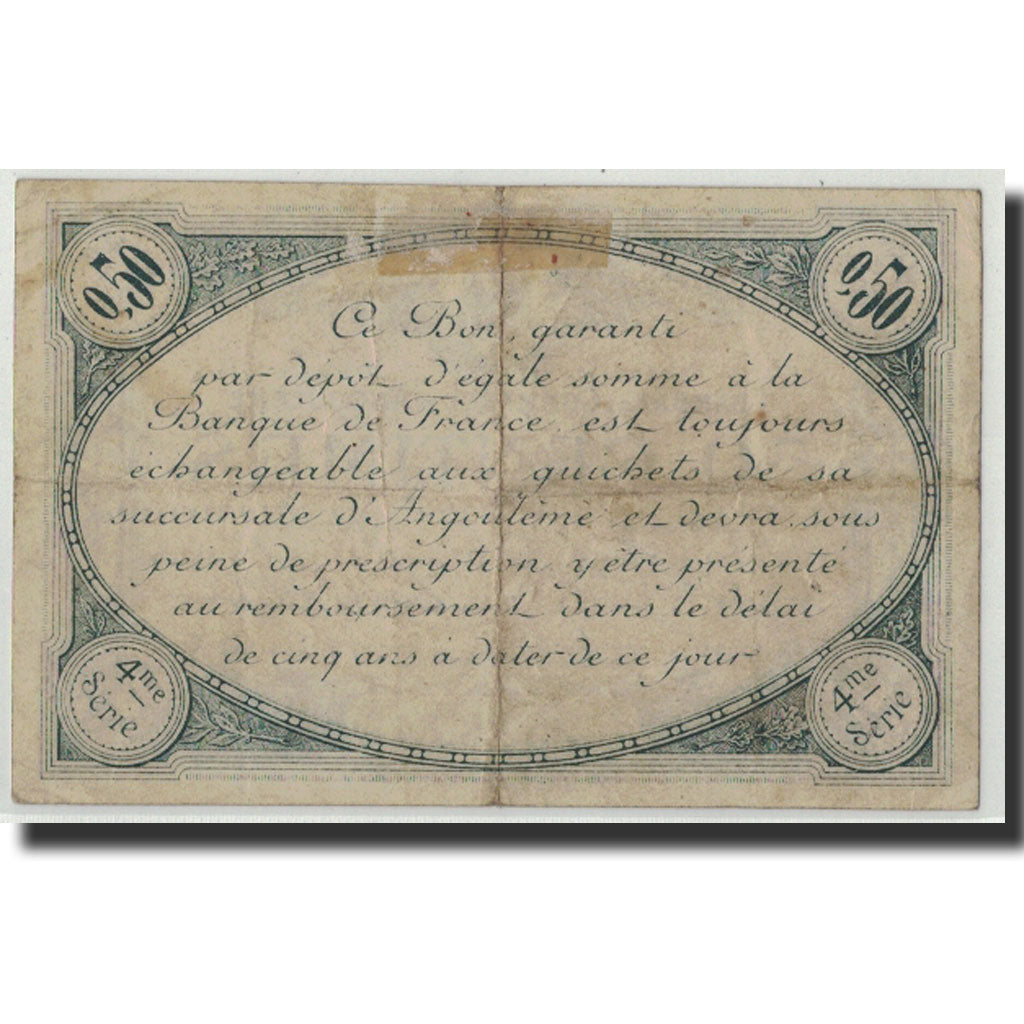 0,50 0,50
Ce Bon, garanti
par dépôt d'égale somme à la
Banque de France, est toujours
échangeable aux guichets de sa
succursale d'Angoulème et devra, sous
peine de prescription, y être présenté
au remboursement dans le délai
de cinq ans à dater de ce jour
4me 4me
Série Série